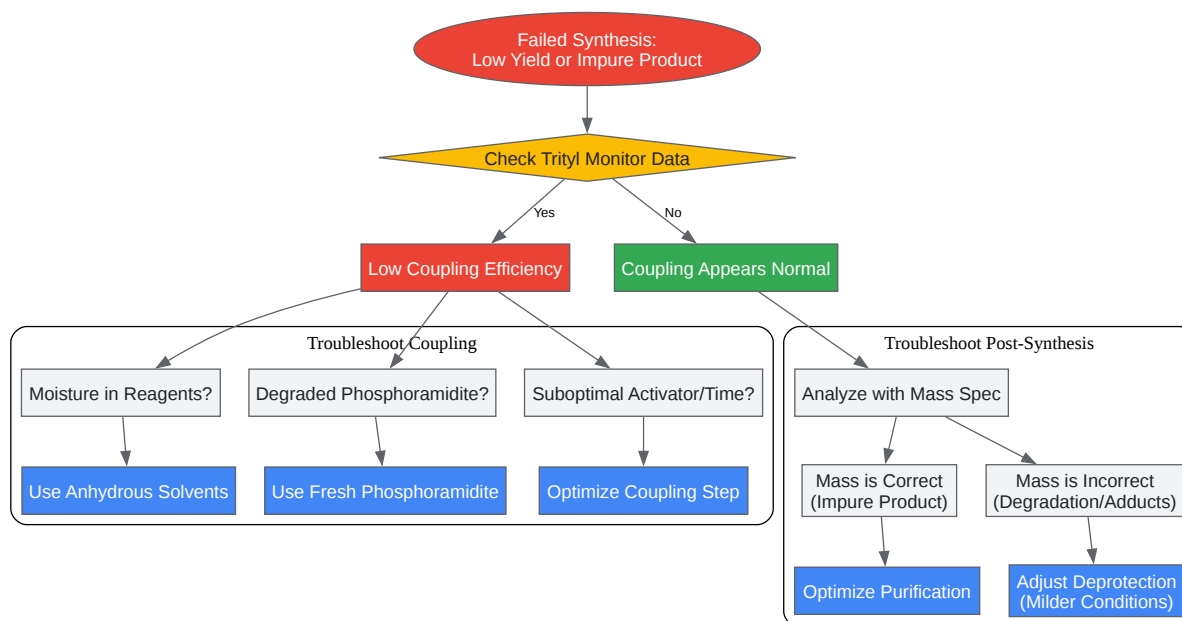 Failed Synthesis:
Low Yield or Impure Product
Check Trityl Monitor Data
Yes
No
Low Coupling Efficiency
Coupling Appears Normal
Troubleshoot Coupling
Troubleshoot Post-Synthesis
Moisture in Reagents?
Degraded Phosphoramidite?
Suboptimal Activator/Time?
Analyze with Mass Spec
Use Anhydrous Solvents
Use Fresh Phosphoramidite
Optimize Coupling Step
Mass is Correct
(Impure Product)
Mass is Incorrect
(Degradation/Adducts)
Optimize Purification
Adjust Deprotection
(Milder Conditions)